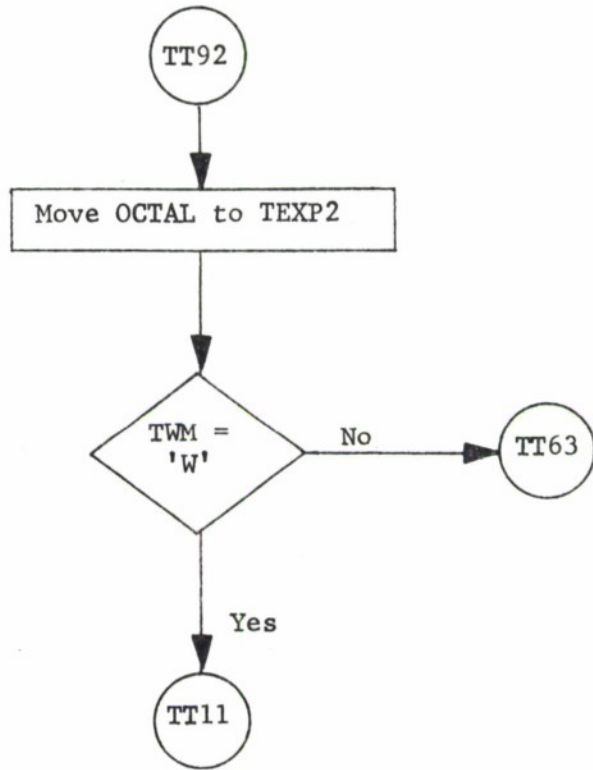 TT92
Move OCTAL to TEXP2
TWM =
'W'
No
TT63
Yes
TT11